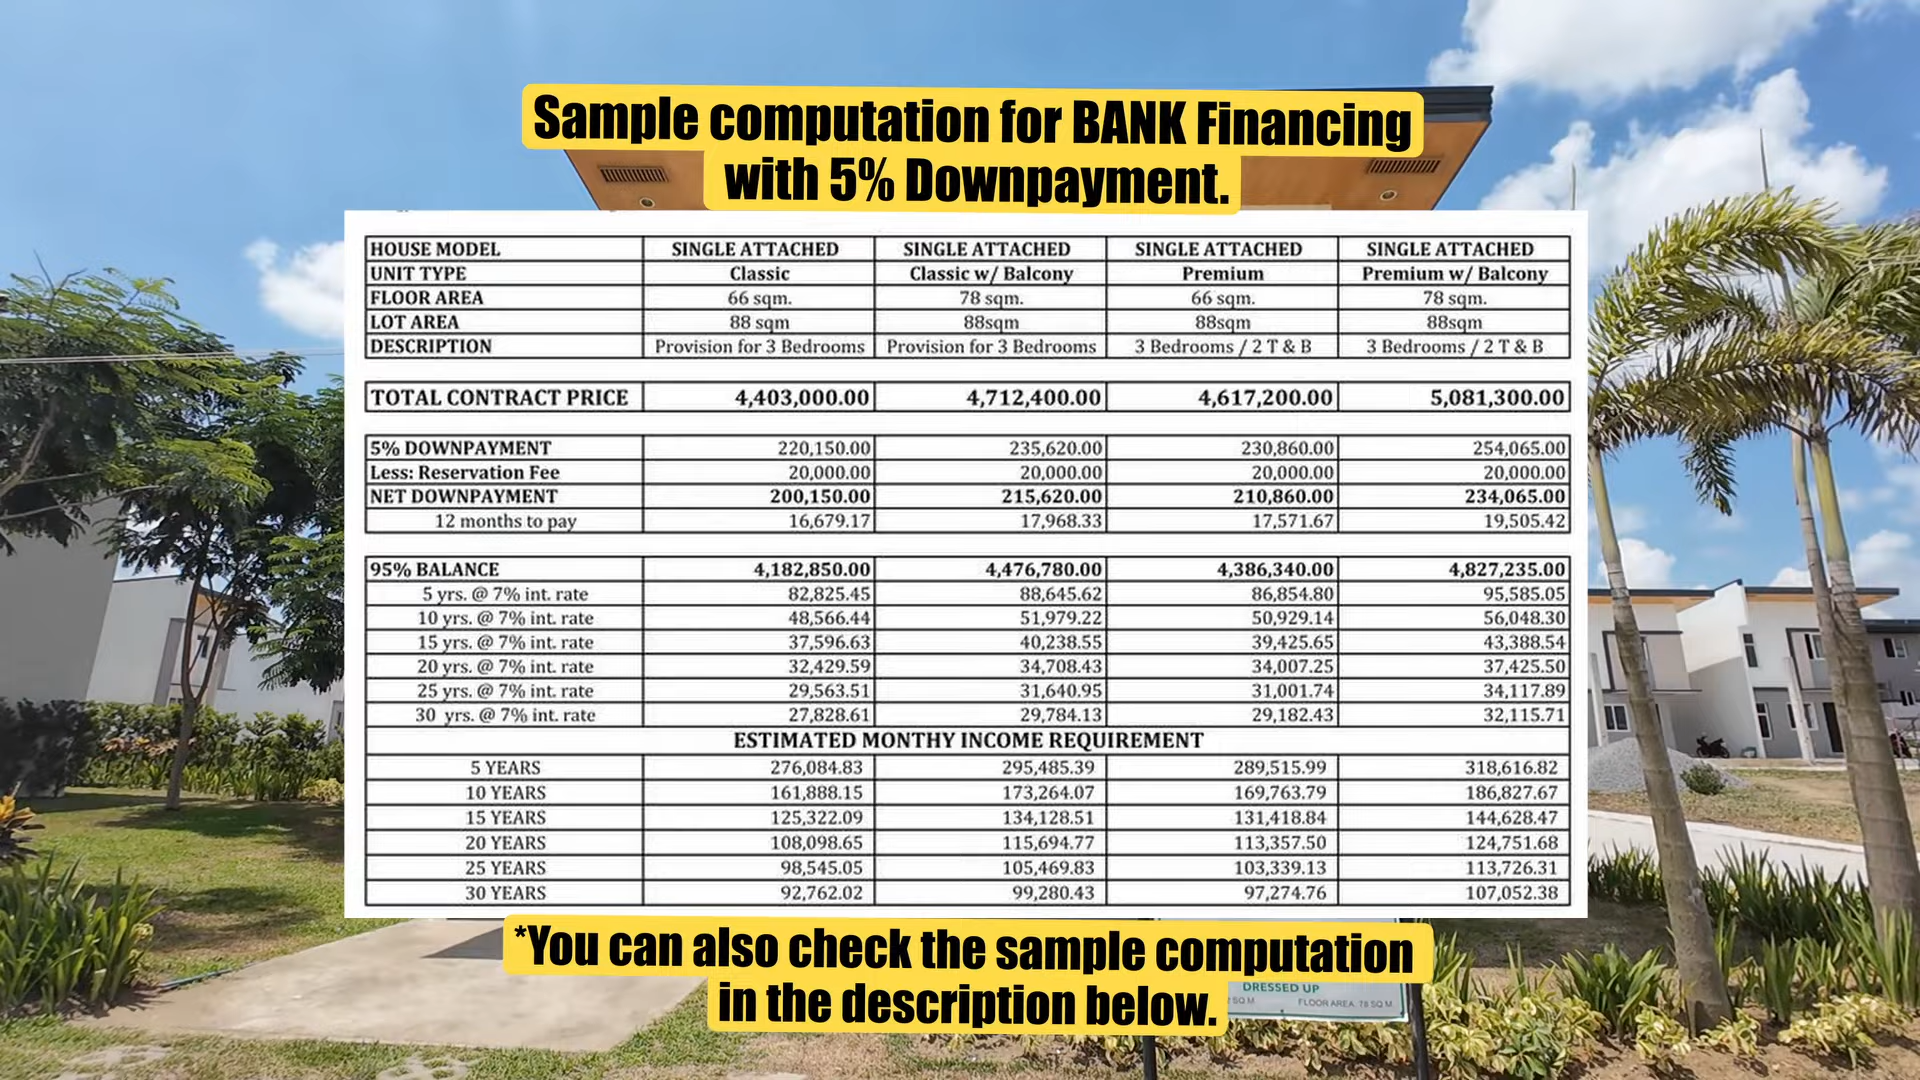 Sample computation for BANK Financing
with 5% Downpayment.
HOUSE MODEL SINGLE ATTACHED SINGLE ATTACHED SINGLE ATTACHED SINGLE ATTACHED
UNIT TYPE Classic Classic w/ Balcony Premium Premium w/ Balcony
FLOOR AREA 66 sqm. 78 sqm. 66 sqm. 78 sqm.
LOT AREA 88 sqm 88sqm 88sqm 88sqm
DESCRIPTION Provision for 3 Bedrooms Provision for 3 Bedrooms 3 Bedrooms / 2 T & B 3 Bedrooms / 2 T & B
TOTAL CONTRACT PRICE 4,403,000.00 4,712,400.00 4,617,200.00 5,081,300.00
5% DOWNPAYMENT 220,150.00 235,620.00 230,860.00 254,065.00
Less: Reservation Fee 20,000.00 20,000.00 20,000.00 20,000.00
NET DOWNPAYMENT 200,150.00 215,620.00 210,860.00 234,065.00
12 months to pay 16,679.17 17,968.33 17,571.67 19,505.42
95% BALANCE 4,182,850.00 4,476,780.00 4,386,340.00 4,827,235.00
5 yrs. @ 7% int. rate 82,825.45 88,645.62 86,854.80 95,585.05
10 yrs. @ 7% int. rate 48,566.44 51,979.22 50,929.14 56,048.30
15 yrs. @ 7% int. rate 37,596.63 40,238.55 39,425.65 43,388.54
20 yrs. @ 7% int. rate 32,429.59 34,708.43 34,007.25 37,425.50
25 yrs. @ 7% int. rate 29,563.51 31,640.95 31,001.74 34,117.89
30 yrs. @ 7% int. rate 27,828.61 29,784.13 29,182.43 32,115.71
ESTIMATED MONTHY INCOME REQUIREMENT
5 YEARS 276,084.83 295,485.39 289,515.99 318,616.82
10 YEARS 161,888.15 173,264.07 169,763.79 186,827.67
15 YEARS 125,322.09 134,128.51 131,418.84 144,628.47
20 YEARS 108,098.65 115,694.77 113,357.50 124,751.68
25 YEARS 98,545.05 105,469.83 103,339.13 113,726.31
30 YEARS 92,762.02 99,280.43 97,274.76 107,052.38
*You can also check the sample computation
in the description below.
DRESSED UP
SQ M FLOOR AREA. 78 SQ M